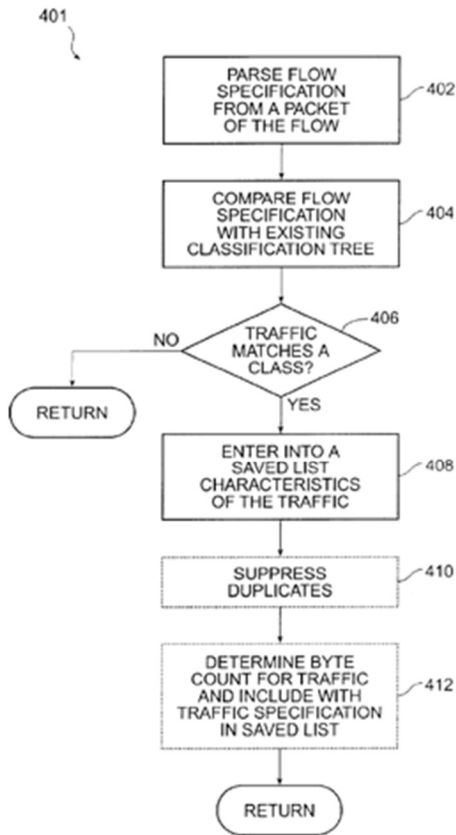 401
PARSE FLOW
SPECIFICATION
FROM A PACKET
OF THE FLOW
402
COMPARE FLOW
SPECIFICATION
WITH EXISTING
CLASSIFICATION TREE
404
TRAFFIC
MATCHES A
CLASS?
406
NO
RETURN
YES
ENTER INTO A
SAVED LIST
CHARACTERISTICS
OF THE TRAFFIC
408
SUPPRESS
DUPLICATES
410
DETERMINE BYTE
COUNT FOR TRAFFIC
AND INCLUDE WITH
TRAFFIC SPECIFICATION
IN SAVED LIST
412
RETURN